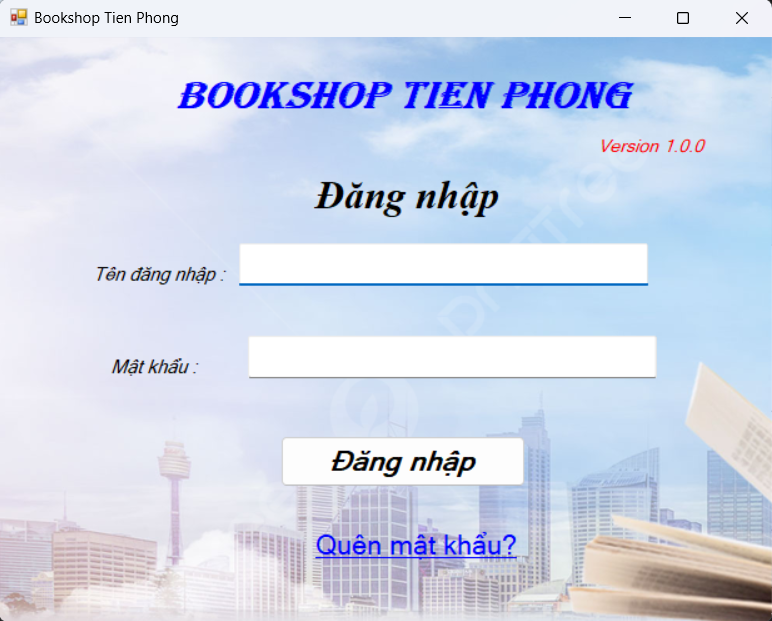 Bookshop Tien Phong
BOOKSHOP TIEN PHONG
Version 1.0.0
Đăng nhập
Tên đăng nhập :
Mật khẩu :
Đăng nhập
Quên mật khẩu?